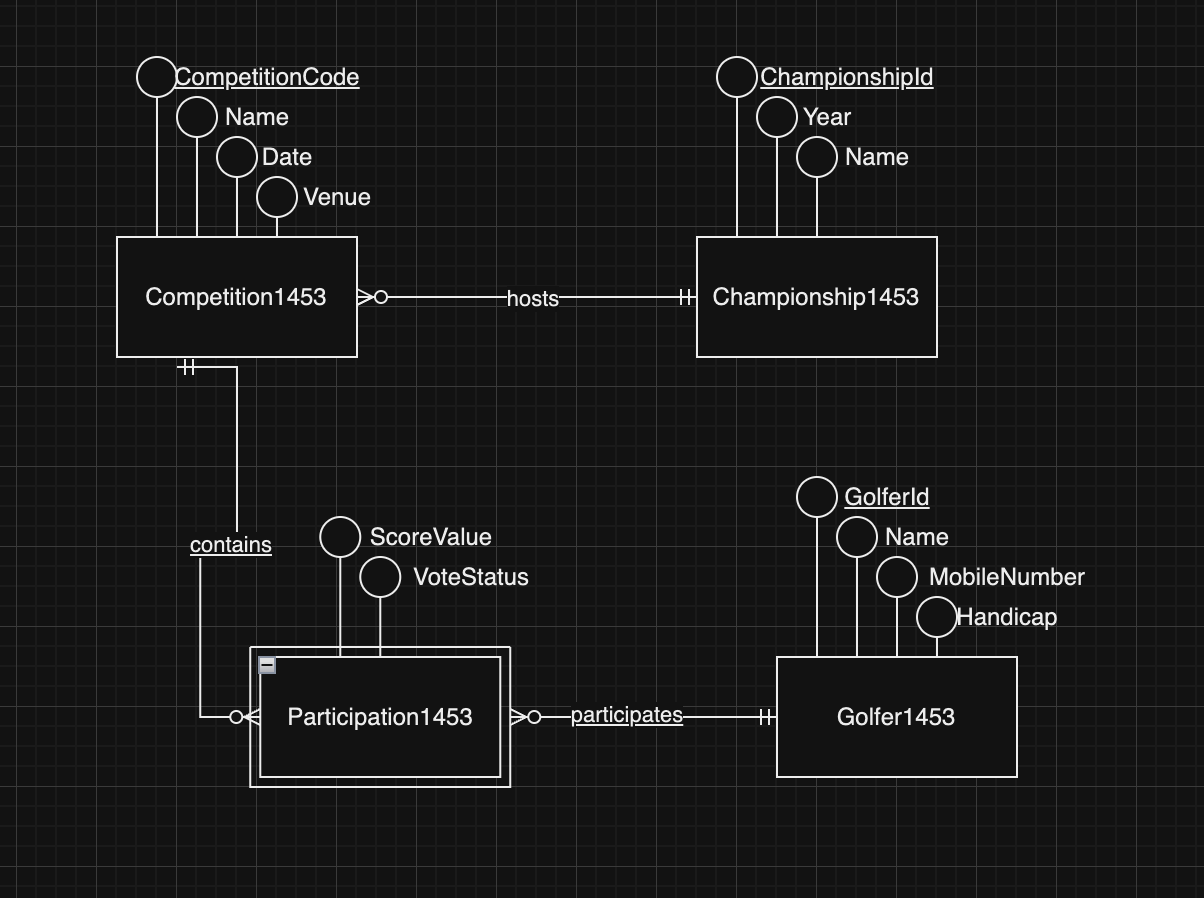 CompetitionCode
Name
Date
Venue
Competition1453
hosts
ChampionshipId
Year
Name
Championship1453
contains
ScoreValue
VoteStatus
Participation1453
participates
GolferId
Name
MobileNumber
Handicap
Golfer1453